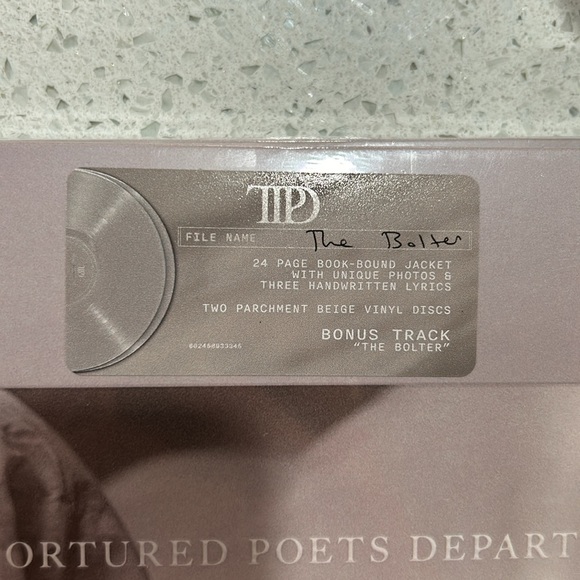 TTPD
FILE NAME The Bolter
24 PAGE BOOK-BOUND JACKET
WITH UNIQUE PHOTOS &
THREE HANDWRITTEN LYRICS
TWO PARCHMENT BEIGE VINYL DISCS
BONUS TRACK
"THE BOLTER"
ORTURED POETS DEPART